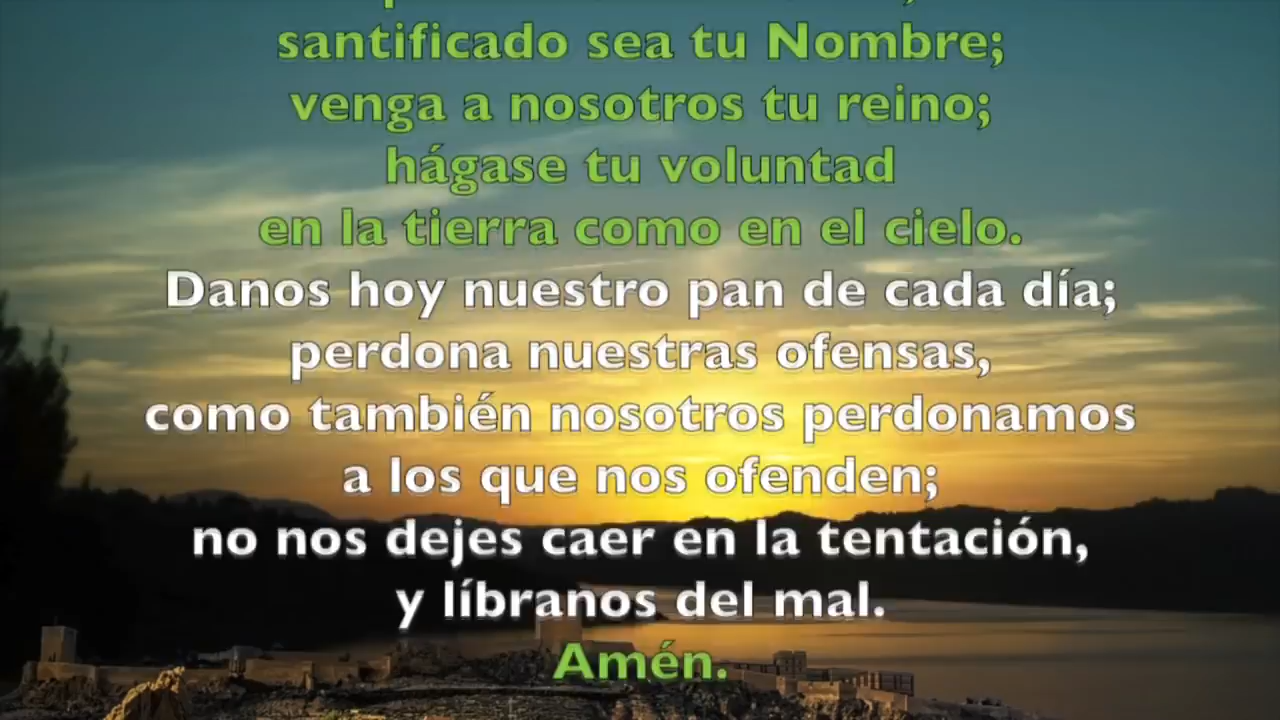 santificado sea tu Nombre;
venga a nosotros tu reino;
hágase tu voluntad
en la tierra como en el cielo.
Danos hoy nuestro pan de cada día;
perdona nuestras ofensas,
como también nosotros perdonamos
a los que nos ofenden;
no nos dejes caer en la tentación,
y líbranos del mal.
Amén.